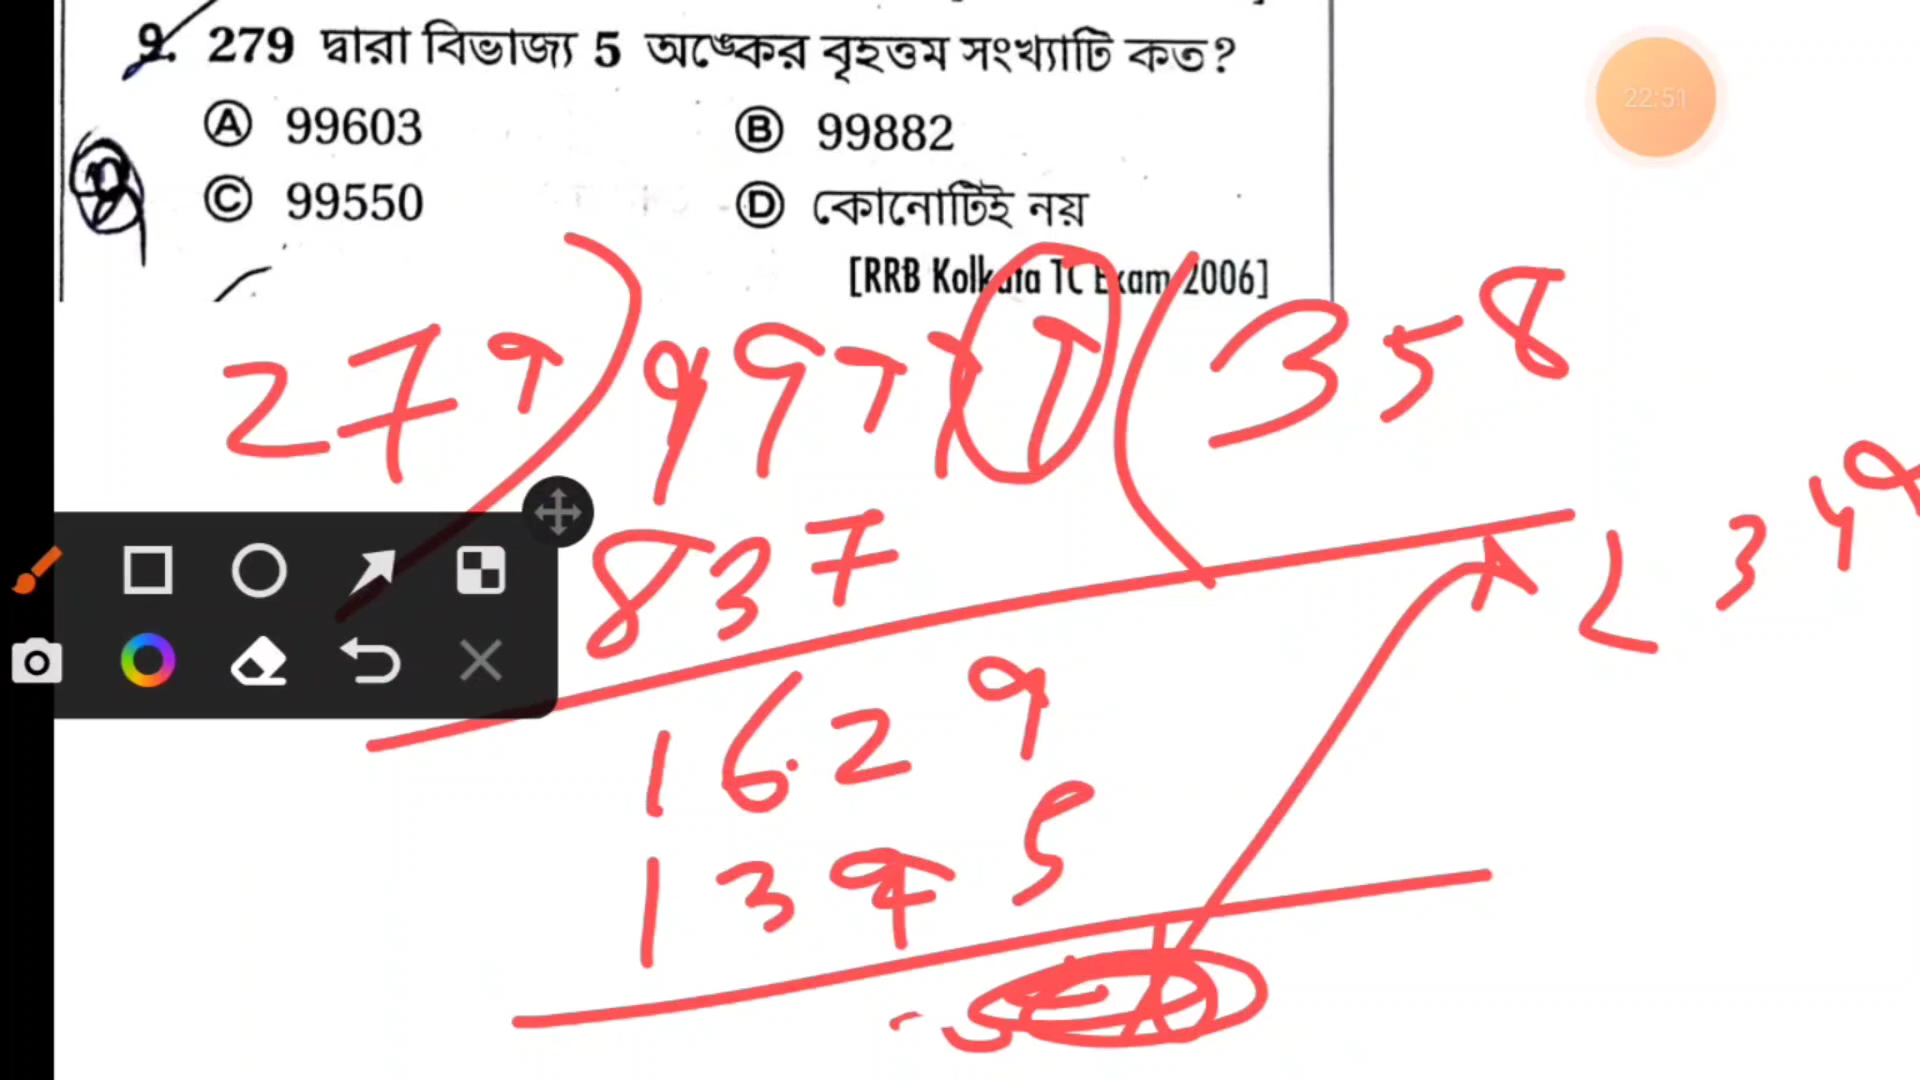 9. 279 দ্বারা বিভাজ্য 5 অঙ্কের বৃহত্তম সংখ্যাটি কত?
22:51
Ⓐ 99603 Ⓑ 99882
Ⓒ 99550 Ⓓ কোনোটিই নয়
[RRB Kolkata TC Exam 2006]
279)99999(358
837
2349
1629
1395